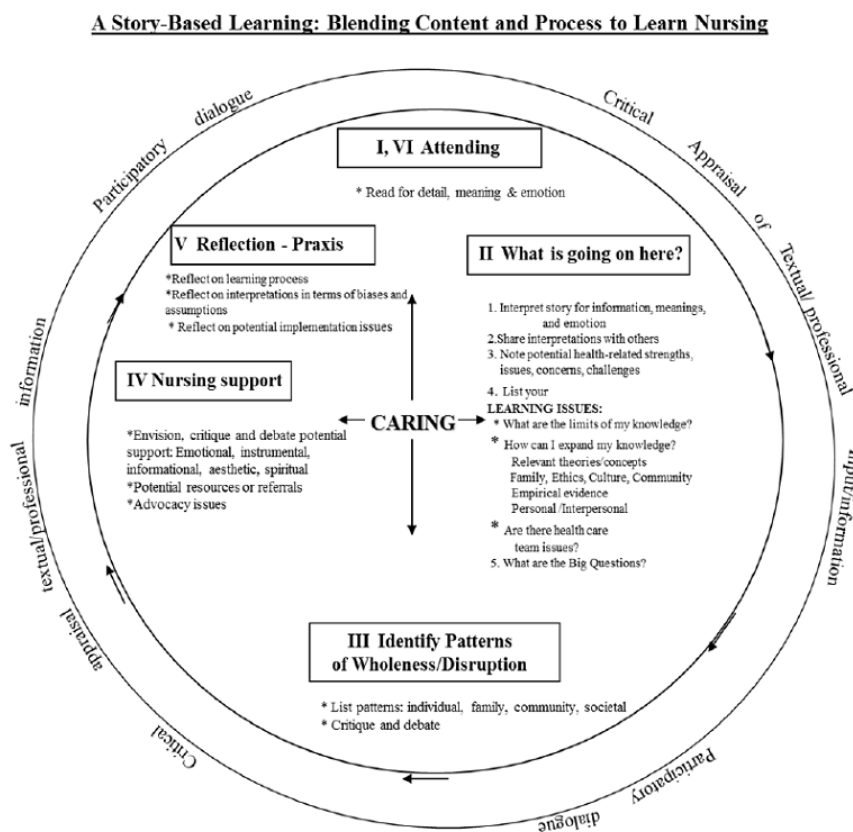 A Story-Based Learning: Blending Content and Process to Learn Nursing
Participatory dialogue
Critical Appraisal of Textual/professional Input/information
I, VI Attending
* Read for detail, meaning & emotion
V Reflection - Praxis
*Reflect on learning process
*Reflect on interpretations in terms of biases and
assumptions
* Reflect on potential implementation issues
II What is going on here?
1. Interpret story for information, meanings,
and emotion
2.Share interpretations with others
3. Note potential health-related strengths,
issues, concerns, challenges
4. List your
LEARNING ISSUES:
* What are the limits of my knowledge?
* How can I expand my knowledge?
Relevant theories/concepts
Family, Ethics, Culture, Community
Empirical evidence
Personal /Interpersonal
* Are there health care
team issues?
5. What are the Big Questions?
IV Nursing support
*Envision, critique and debate potential
support: Emotional, instrumental,
informational, aesthetic, spiritual
*Potential resources or referrals
*Advocacy issues
CARING
III Identify Patterns
of Wholeness/Disruption
* List patterns: individual, family, community, societal
* Critique and debate
Participatory dialogue
Critical appraisal textual/professional information